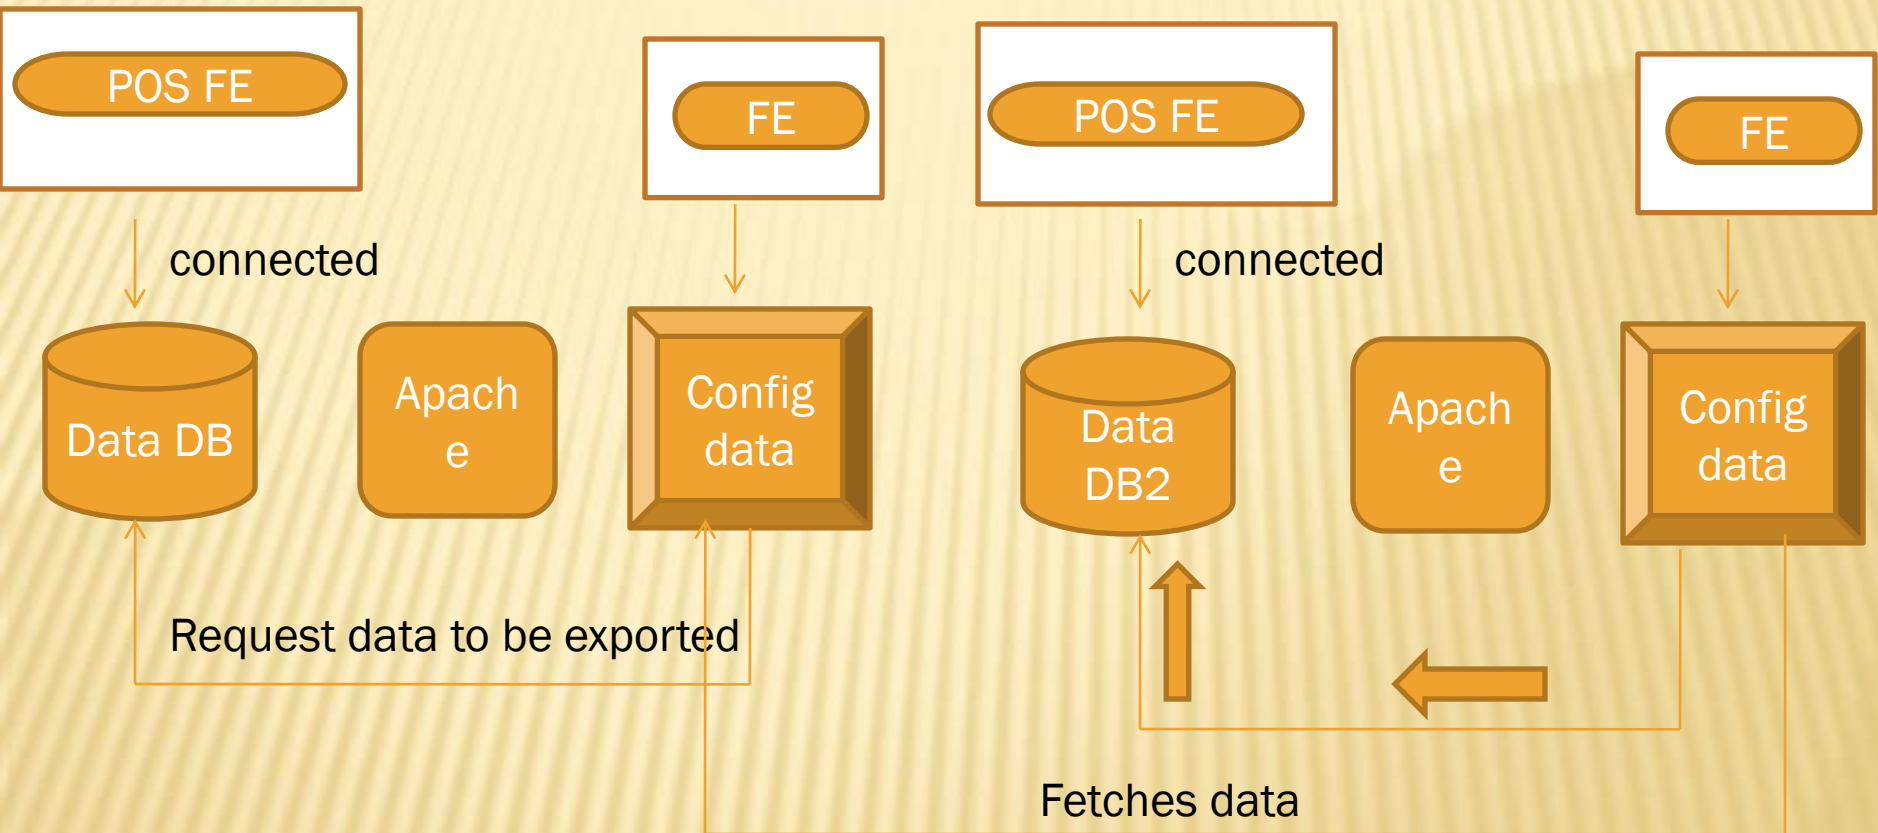 POS FE
FE
POS FE
FE
connected
connected
Data DB
Apach
e
Config
data
Data
DB2
Apach
e
Config
data
Request data to be exported
Fetches data